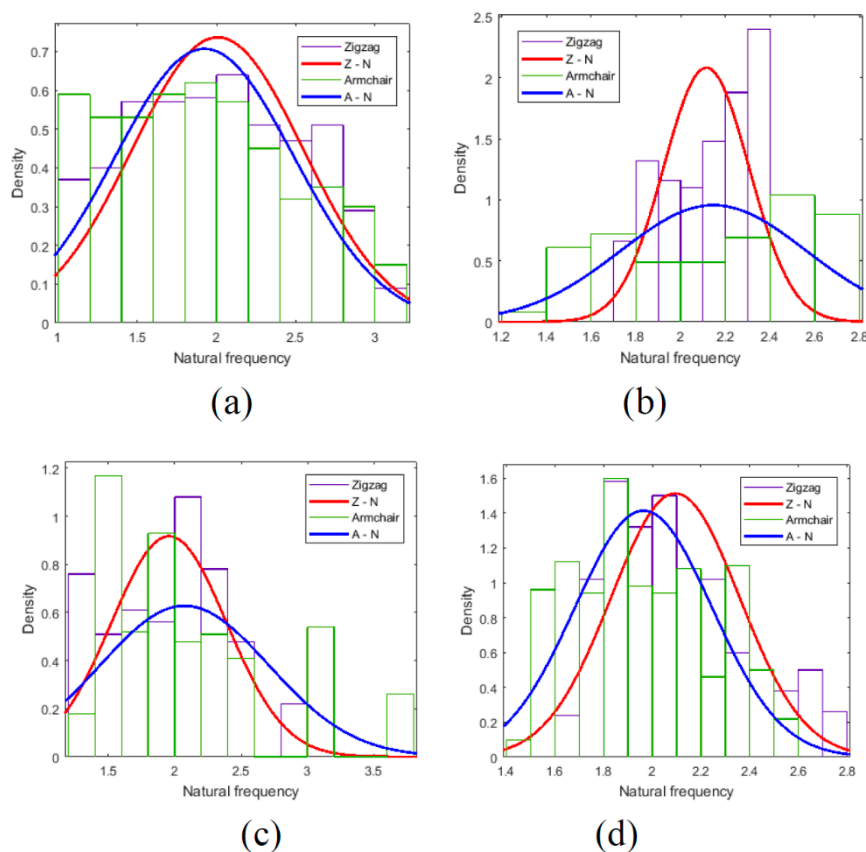 0.7
0.6
0.5
0.4
0.3
0.2
0.1
0
1
1.5
2
2.5
3
Density
Natural frequency
Zigzag
Z - N
Armchair
A - N
(a)
2.5
2
1.5
1
0.5
0
1.2
1.4
1.6
1.8
2
2.2
2.4
2.6
2.8
Density
Natural frequency
Zigzag
Z - N
Armchair
A - N
(b)
1.2
1
0.8
0.6
0.4
0.2
0
1.5
2
2.5
3
3.5
Density
Natural frequency
Zigzag
Z - N
Armchair
A - N
(c)
1.6
1.4
1.2
1
0.8
0.6
0.4
0.2
0
1.4
1.6
1.8
2
2.2
2.4
2.6
2.8
Density
Natural frequency
Zigzag
Z - N
Armchair
A - N
(d)